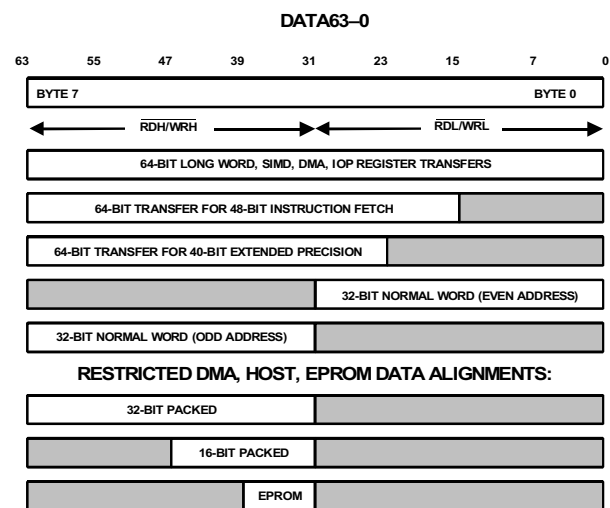 DATA63–0
63 55 47 39 31 23 15 7 0
BYTE 7 BYTE 0
RDH/WRH RDL/WRL
64-BIT LONG WORD, SIMD, DMA, IOP REGISTER TRANSFERS
64-BIT TRANSFER FOR 48-BIT INSTRUCTION FETCH
64-BIT TRANSFER FOR 40-BIT EXTENDED PRECISION
32-BIT NORMAL WORD (EVEN ADDRESS)
32-BIT NORMAL WORD (ODD ADDRESS)
RESTRICTED DMA, HOST, EPROM DATA ALIGNMENTS:
32-BIT PACKED
16-BIT PACKED
EPROM